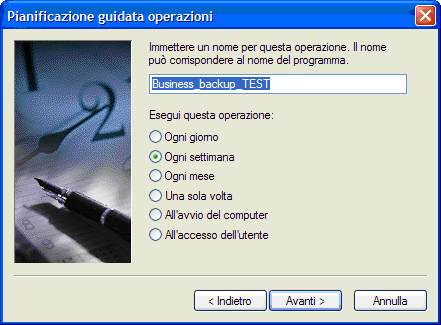 Pianificazione guidata operazioni
Immettere un nome per questa operazione. Il nome
può corrispondere al nome del programma.
Business_backup_TEST
Esegui questa operazione:
Ogni giorno
Ogni settimana
Ogni mese
Una sola volta
All'avvio del computer
All'accesso dell'utente
< Indietro
Avanti >
Annulla